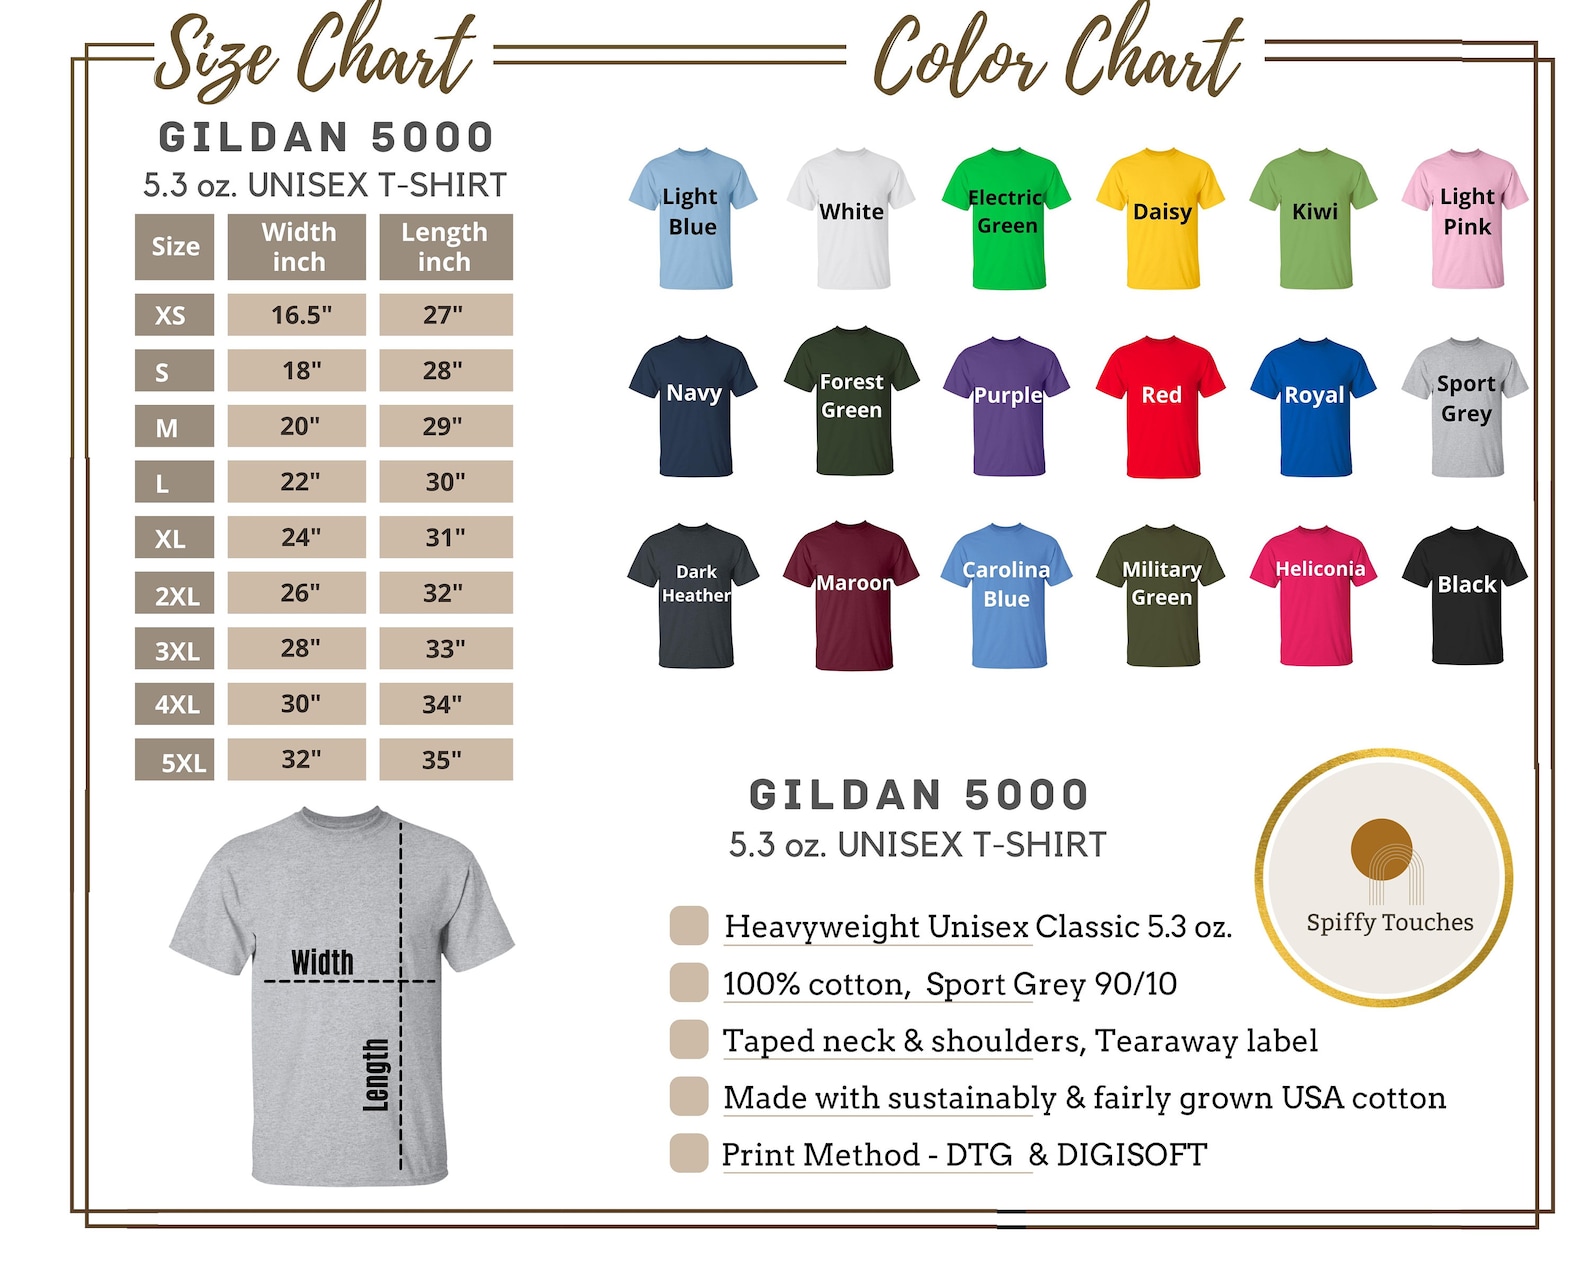 Size Chart
Color Chart
GILDAN 5000
5.3 oz. UNISEX T-SHIRT
Size
Width
inch
Length
inch
XS 16.5" 27"
S 18" 28"
M 20" 29"
L 22" 30"
XL 24" 31"
2XL 26" 32"
3XL 28" 33"
4XL 30" 34"
5XL 32" 35"
Width
Length
Light
Blue
White
Electric
Green
Daisy
Kiwi
Light
Pink
Navy
Forest
Green
Purple
Red
Royal
Sport
Grey
Dark
Heather
Maroon
Carolina
Blue
Military
Green
Heliconia
Black
GILDAN 5000
5.3 oz. UNISEX T-SHIRT
Heavyweight Unisex Classic 5.3 oz.
100% cotton, Sport Grey 90/10
Taped neck & shoulders, Tearaway label
Made with sustainably & fairly grown USA cotton
Print Method - DTG & DIGISOFT
Spiffy Touches